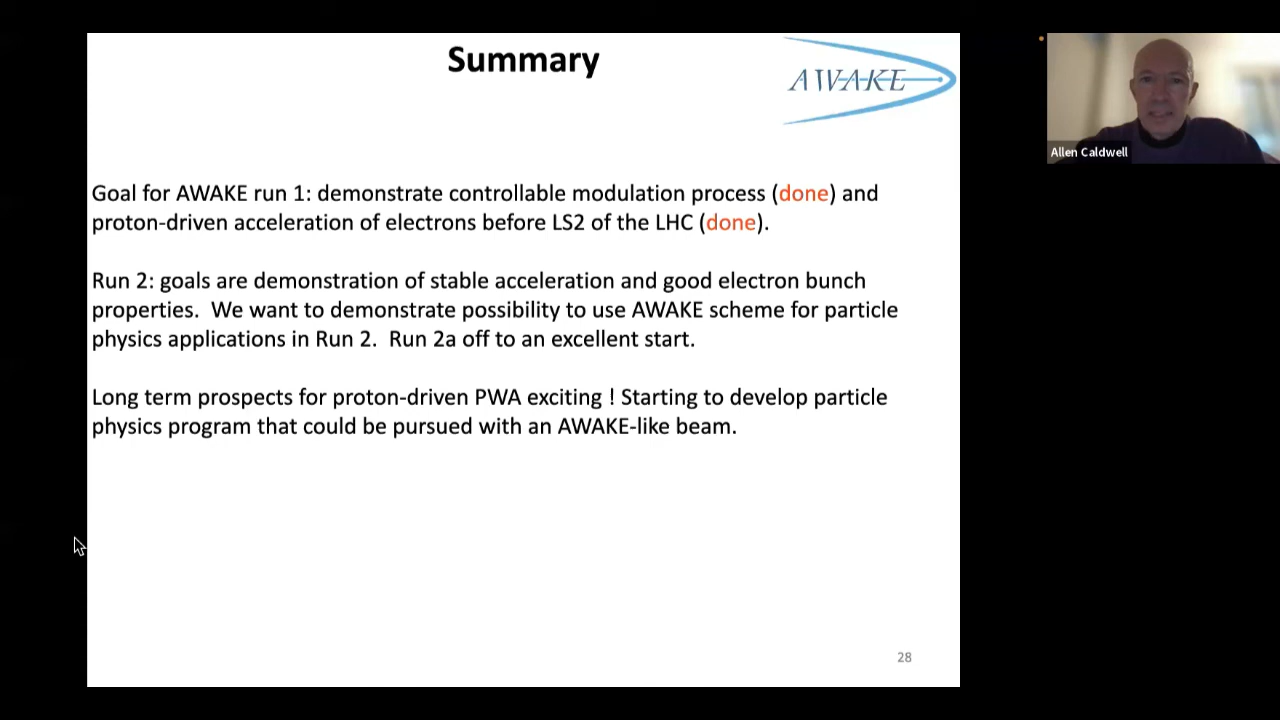 Summary
AWAKE
Allen Caldwell
Goal for AWAKE run 1: demonstrate controllable modulation process (done) and
proton-driven acceleration of electrons before LS2 of the LHC (done).
Run 2: goals are demonstration of stable acceleration and good electron bunch
properties.  We want to demonstrate possibility to use AWAKE scheme for particle
physics applications in Run 2.  Run 2a off to an excellent start.
Long term prospects for proton-driven PWA exciting ! Starting to develop particle
physics program that could be pursued with an AWAKE-like beam.
28